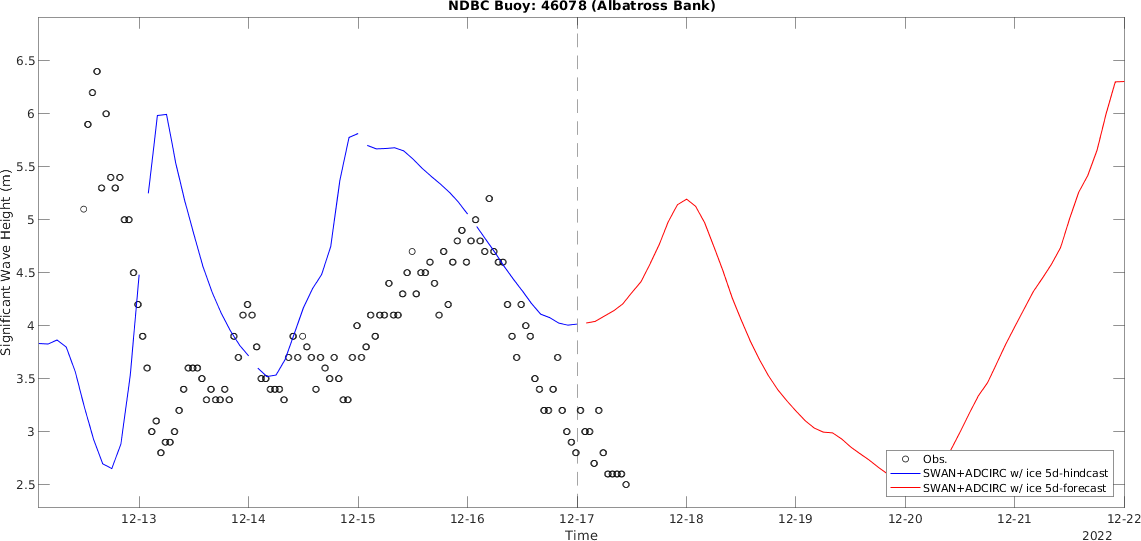 NDBC Buoy: 46078 (Albatross Bank)
Significant Wave Height (m)
6.5
6
5.5
5
4.5
4
3.5
3
2.5
Obs.
SWAN+ADCIRC w/ ice 5d-hindcast
SWAN+ADCIRC w/ ice 5d-forecast
12-13 12-14 12-15 12-16 12-17 12-18 12-19 12-20 12-21 12-22
Time
2022